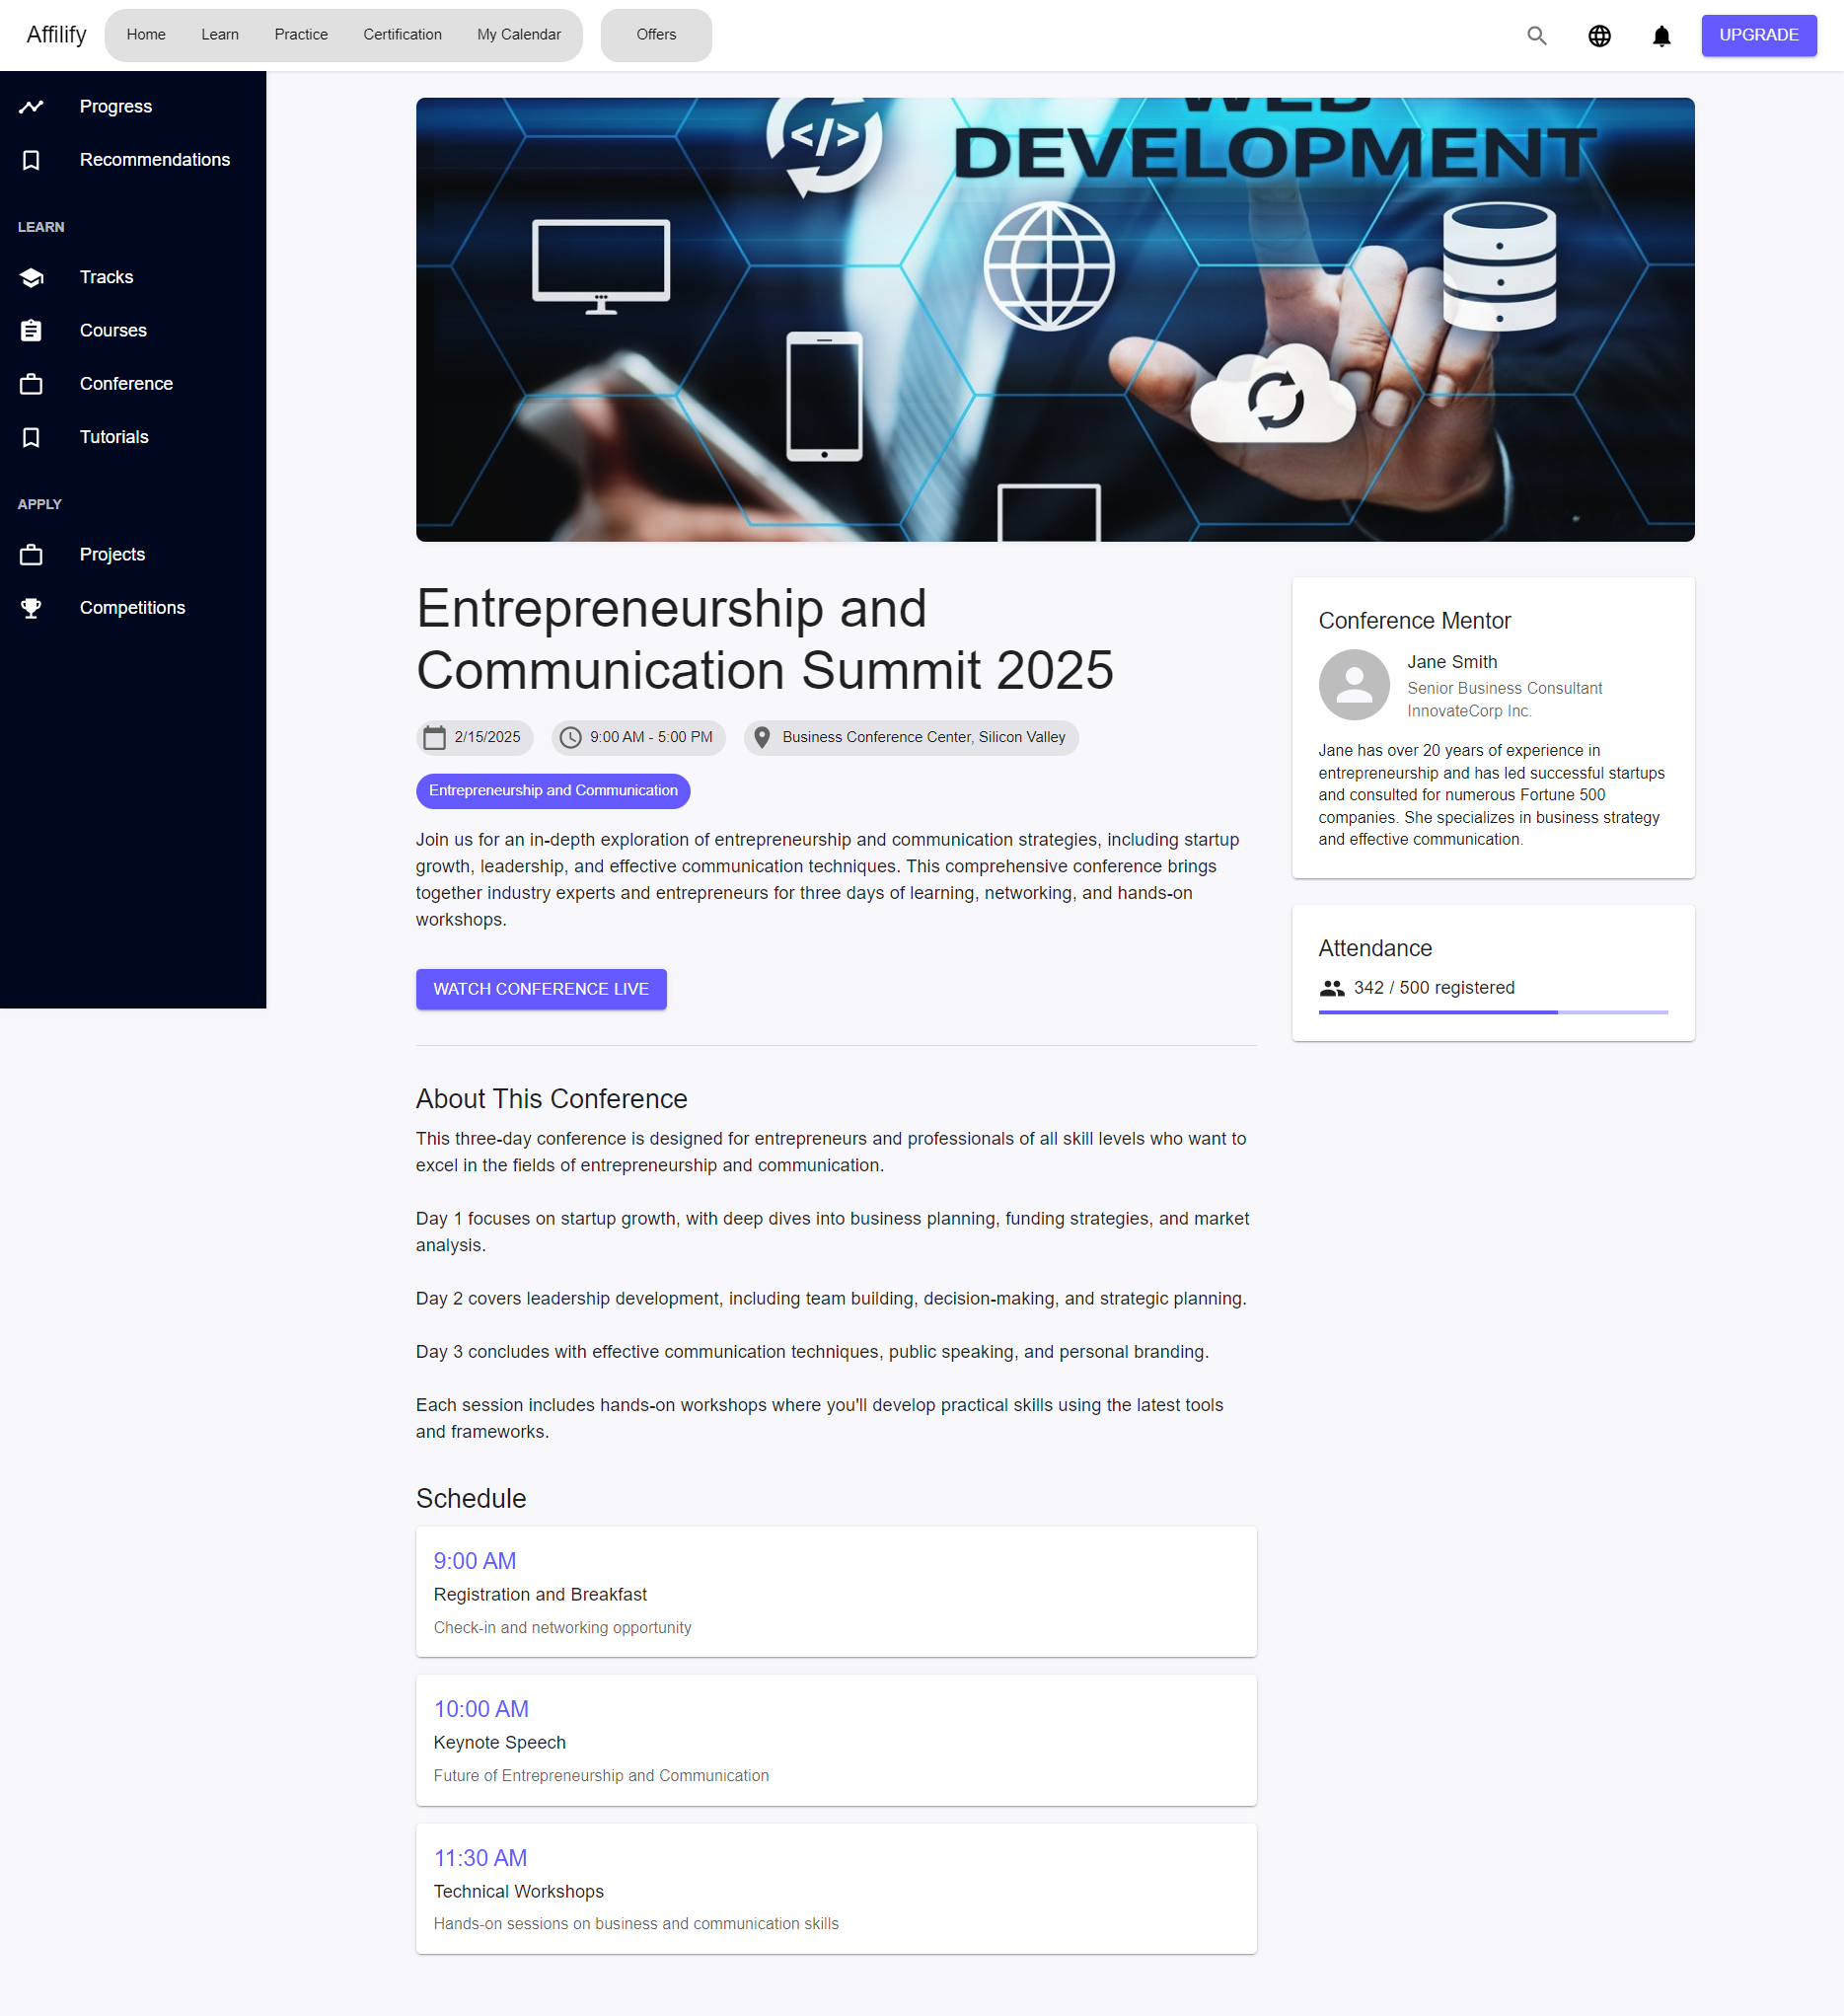 Affilify
Home
Learn
Practice
Certification
My Calendar
Offers
UPGRADE
Progress
Recommendations
LEARN
Tracks
Courses
Conference
Tutorials
APPLY
Projects
Competitions
WEB
DEVELOPMENT
</>
Entrepreneurship and
Communication Summit 2025
2/15/2025
9:00 AM - 5:00 PM
Business Conference Center, Silicon Valley
Entrepreneurship and Communication
Join us for an in-depth exploration of entrepreneurship and communication strategies, including startup
growth, leadership, and effective communication techniques. This comprehensive conference brings
together industry experts and entrepreneurs for three days of learning, networking, and hands-on
workshops.
WATCH CONFERENCE LIVE
Conference Mentor
Jane Smith
Senior Business Consultant
InnovateCorp Inc.
Jane has over 20 years of experience in
entrepreneurship and has led successful startups
and consulted for numerous Fortune 500
companies. She specializes in business strategy
and effective communication.
Attendance
342 / 500 registered
About This Conference
This three-day conference is designed for entrepreneurs and professionals of all skill levels who want to
excel in the fields of entrepreneurship and communication.
Day 1 focuses on startup growth, with deep dives into business planning, funding strategies, and market
analysis.
Day 2 covers leadership development, including team building, decision-making, and strategic planning.
Day 3 concludes with effective communication techniques, public speaking, and personal branding.
Each session includes hands-on workshops where you'll develop practical skills using the latest tools
and frameworks.
Schedule
9:00 AM
Registration and Breakfast
Check-in and networking opportunity
10:00 AM
Keynote Speech
Future of Entrepreneurship and Communication
11:30 AM
Technical Workshops
Hands-on sessions on business and communication skills